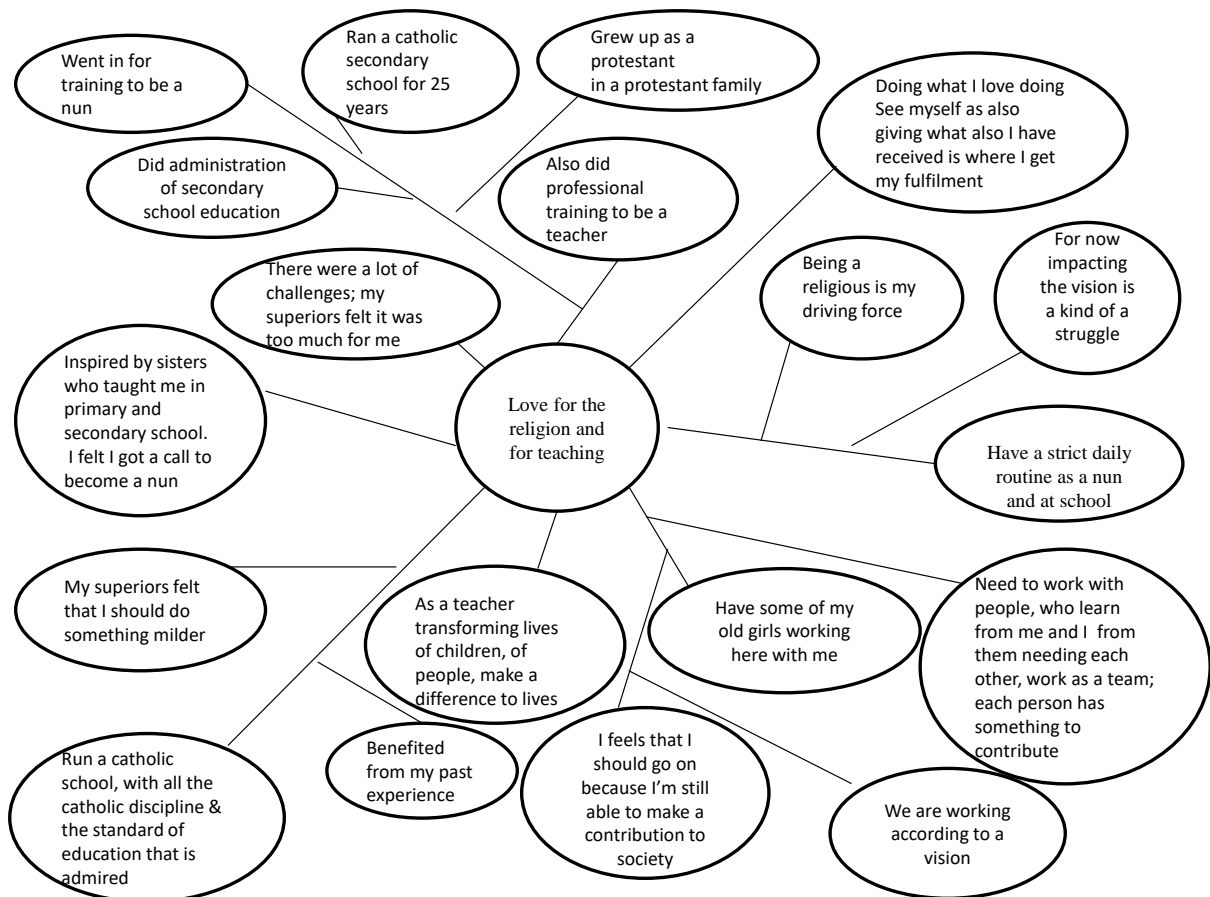 Went in for
training to be a
nun
Ran a catholic
secondary
school for 25
years
Grew up as a
protestant
in a protestant family
Doing what I love doing
See myself as also
giving what also I have
received is where I get
my fulfilment
Did administration
of secondary
school education
Also did
professional
training to be a
teacher
There were a lot of
challenges; my
superiors felt it was
too much for me
Being a
religious is my
driving force
For now
impacting
the vision is
a kind of a
struggle
Inspired by sisters
who taught me in
primary and
secondary school.
I felt I got a call to
become a nun
Love for the
religion and
for teaching
Have a strict daily
routine as a nun
and at school
My superiors felt
that I should do
something milder
As a teacher
transforming lives
of children, of
people, make a
difference to lives
Have some of my
old girls working
here with me
Need to work with
people, who learn
from me and I from
them needing each
other, work as a team;
each person has
something to
contribute
Run a catholic
school, with all the
catholic discipline &
the standard of
education that is
admired
Benefited
from my past
experience
I feels that I
should go on
because I'm still
able to make a
contribution to
society
We are working
according to a
vision